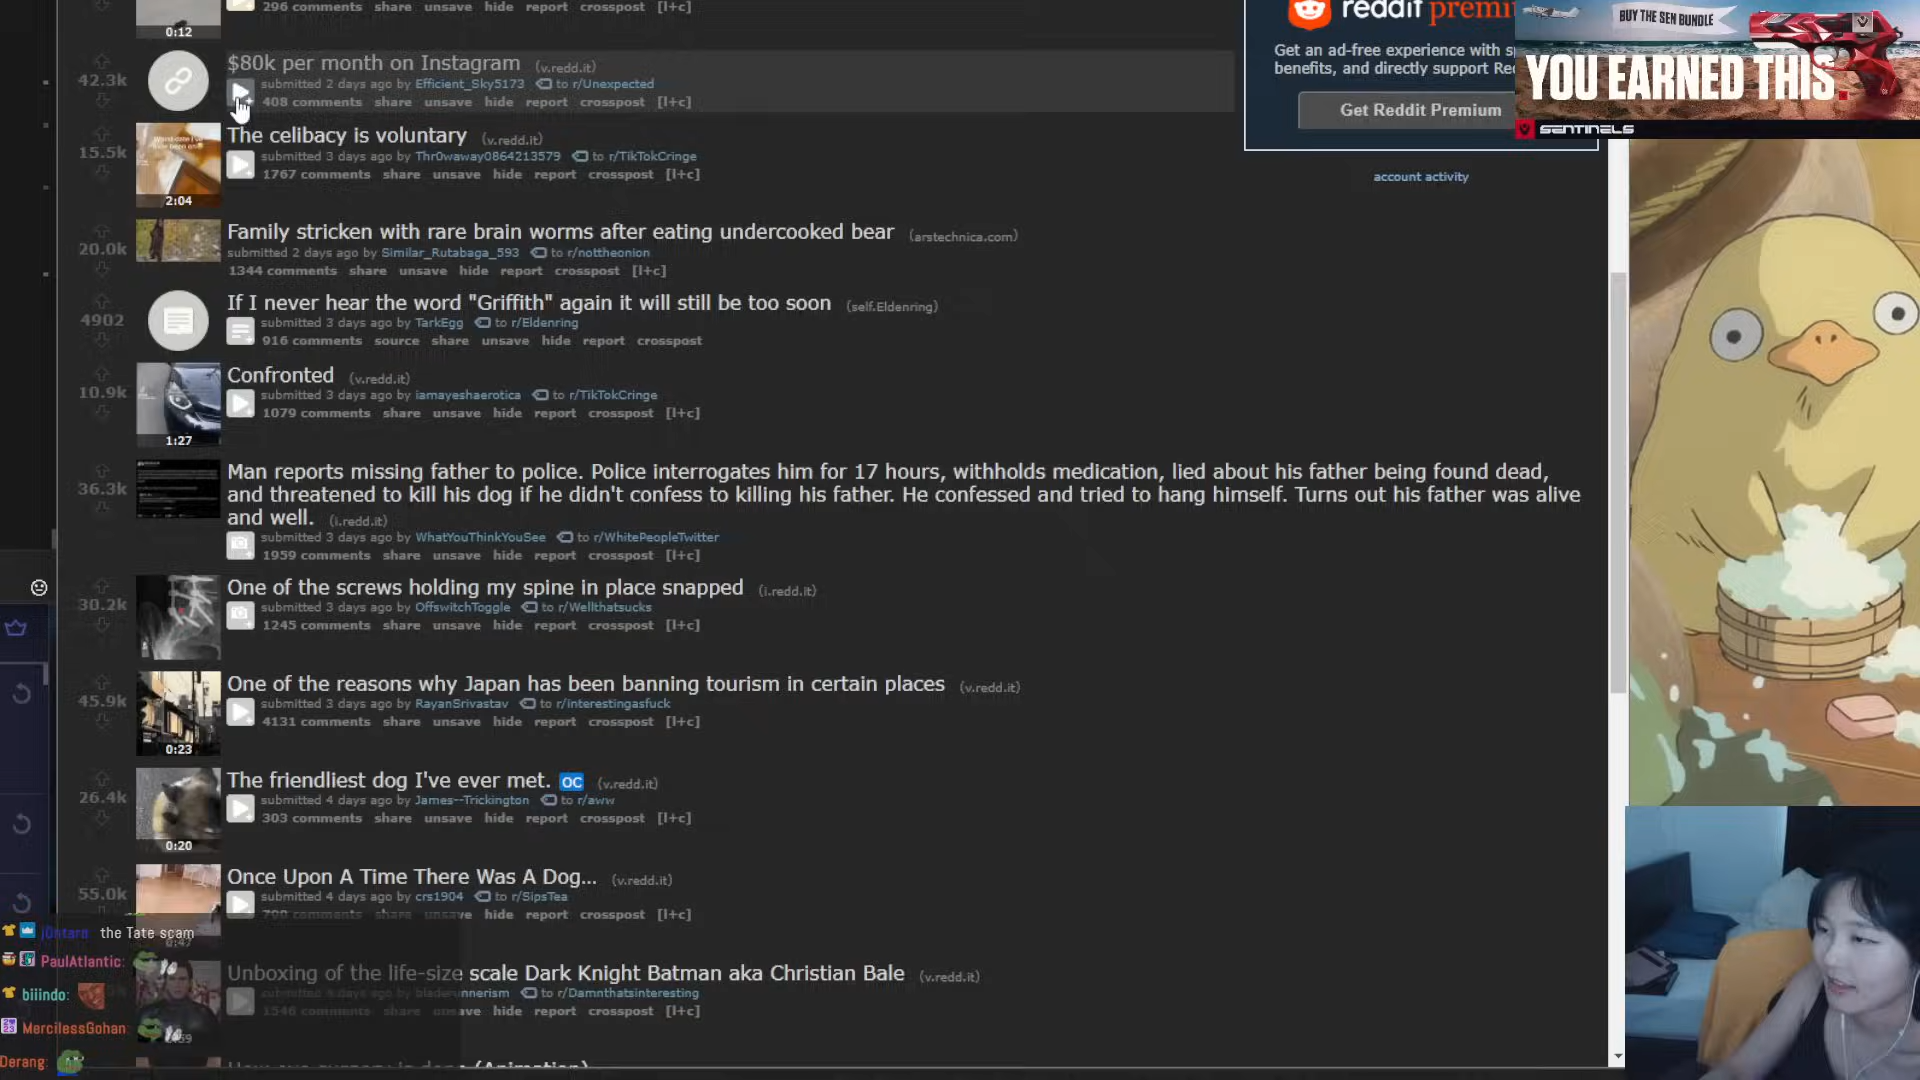 296 comments share unsave hide report crosspost [l+c]
0:12
42.3k
$80k per month on Instagram (v.redd.it)
submitted 2 days ago by Efficient_Sky5173 to r/Unexpected
408 comments share unsave hide report crosspost [l+c]
15.5k
The celibacy is voluntary (v.redd.it)
submitted 3 days ago by Thr0waway0864213579 to r/TikTokCringe
1767 comments share unsave hide report crosspost [l+c]
2:04
20.0k
Family stricken with rare brain worms after eating undercooked bear (arstechnica.com)
submitted 2 days ago by Similar_Rutabaga_593 to r/nottheonion
1344 comments share unsave hide report crosspost [l+c]
4902
If I never hear the word "Griffith" again it will still be too soon (self.Eldenring)
submitted 3 days ago by TarkEgg to r/Eldenring
916 comments source share unsave hide report crosspost
10.9k
Confronted (v.redd.it)
submitted 3 days ago by iamayeshaerotica to r/TikTokCringe
1079 comments share unsave hide report crosspost [l+c]
1:27
36.3k
Man reports missing father to police. Police interrogates him for 17 hours, withholds medication, lied about his father being found dead,
and threatened to kill his dog if he didn't confess to killing his father. He confessed and tried to hang himself. Turns out his father was alive
and well. (i.redd.it)
submitted 3 days ago by WhatYouThinkYouSee to r/WhitePeopleTwitter
1959 comments share unsave hide report crosspost [l+c]
30.2k
One of the screws holding my spine in place snapped (i.redd.it)
submitted 3 days ago by OffswitchToggle to r/Wellthatsucks
1245 comments share unsave hide report crosspost [l+c]
45.9k
One of the reasons why Japan has been banning tourism in certain places (v.redd.it)
submitted 3 days ago by RayanSrivastav to r/interestingasfuck
4131 comments share unsave hide report crosspost [l+c]
0:23
26.4k
The friendliest dog I've ever met. OC (v.redd.it)
submitted 4 days ago by James--Trickington to r/aww
303 comments share unsave hide report crosspost [l+c]
0:20
55.0k
Once Upon A Time There Was A Dog... (v.redd.it)
submitted 4 days ago by crs1904 to r/SipsTea
share unsave hide report crosspost [l+c]
0:47
Unboxing of the life-size scale Dark Knight Batman aka Christian Bale (v.redd.it)
to r/Damnthatsinteresting
1546 comments share unsave hide report crosspost [l+c]
(Animation)
the Tate scam
PaulAtlantic:
biiindo:
MercilessGohan
Derang:
reddit premi
Get an ad-free experience with s
benefits, and directly support Re
Get Reddit Premium
account activity
BUY THE SEN BUNDLE
YOU EARNED THIS.
SENTINELS